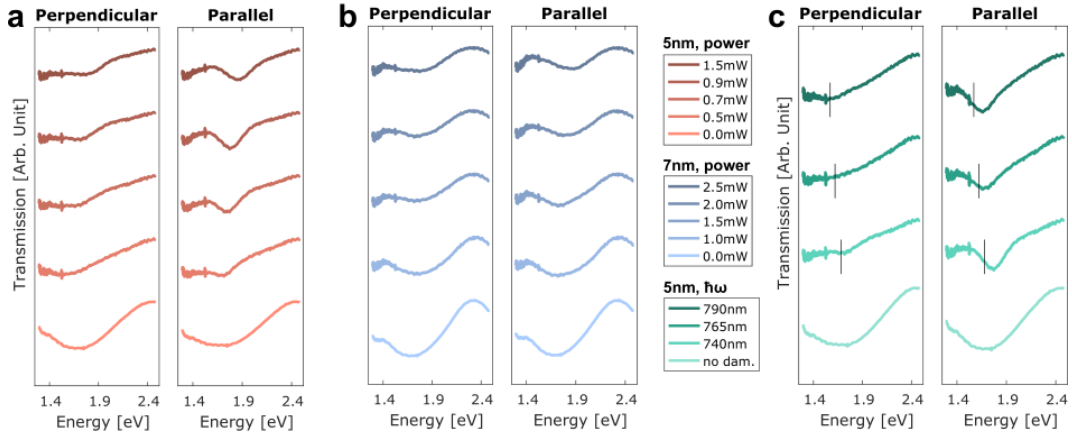 a
Perpendicular
Parallel
Transmission [Arb. Unit]
1.4
1.9
2.4
1.4
1.9
2.4
Energy [eV]
Energy [eV]
b
Perpendicular
Parallel
1.4
1.9
2.4
1.4
1.9
2.4
Energy [eV]
Energy [eV]
5nm, power
1.5mW
0.9mW
0.7mW
0.5mW
0.0mW
7nm, power
2.5mW
2.0mW
1.5mW
1.0mW
0.0mW
5nm, ħω
790nm
765nm
740nm
no dam.
c
Perpendicular
Parallel
Transmission [Arb. Unit]
1.4
1.9
2.4
1.4
1.9
2.4
Energy [eV]
Energy [eV]